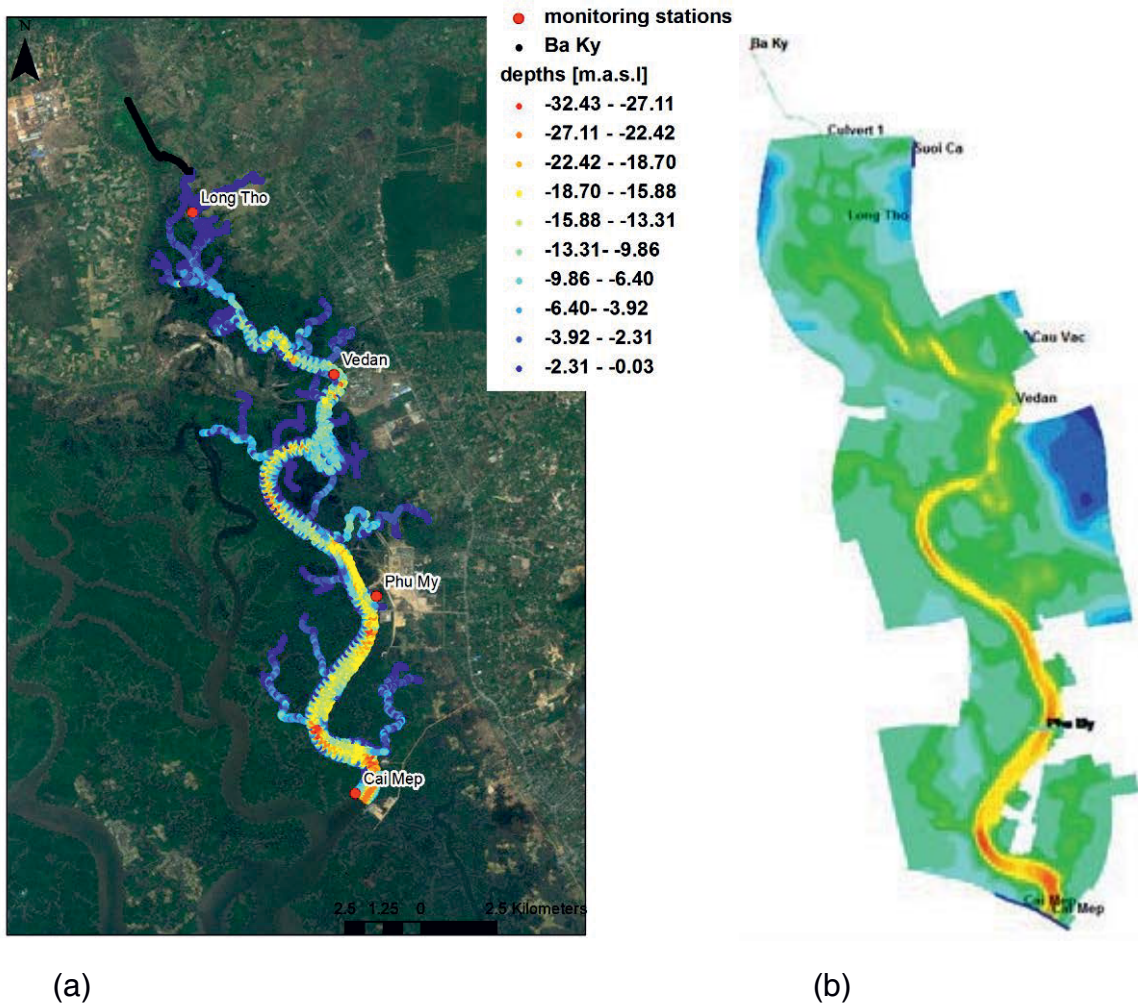 N
monitoring stations
Ba Ky
depths [m.a.s.l]
-32.43 - -27.11
-27.11 - -22.42
-22.42 - -18.70
-18.70 - -15.88
-15.88 - -13.31
-13.31- -9.86
-9.86 - -6.40
-6.40- -3.92
-3.92 - -2.31
-2.31 - -0.03
Long Tho
Vedan
Phu My
Cai Mep
2.5 1.25 0 2.5 Kilometers
Ba Ky
Culvert 1
Suoi Ca
Long Tho
Cau Vac
Vedan
Phu My
Cai Mep
Cai Mep
(a)
(b)